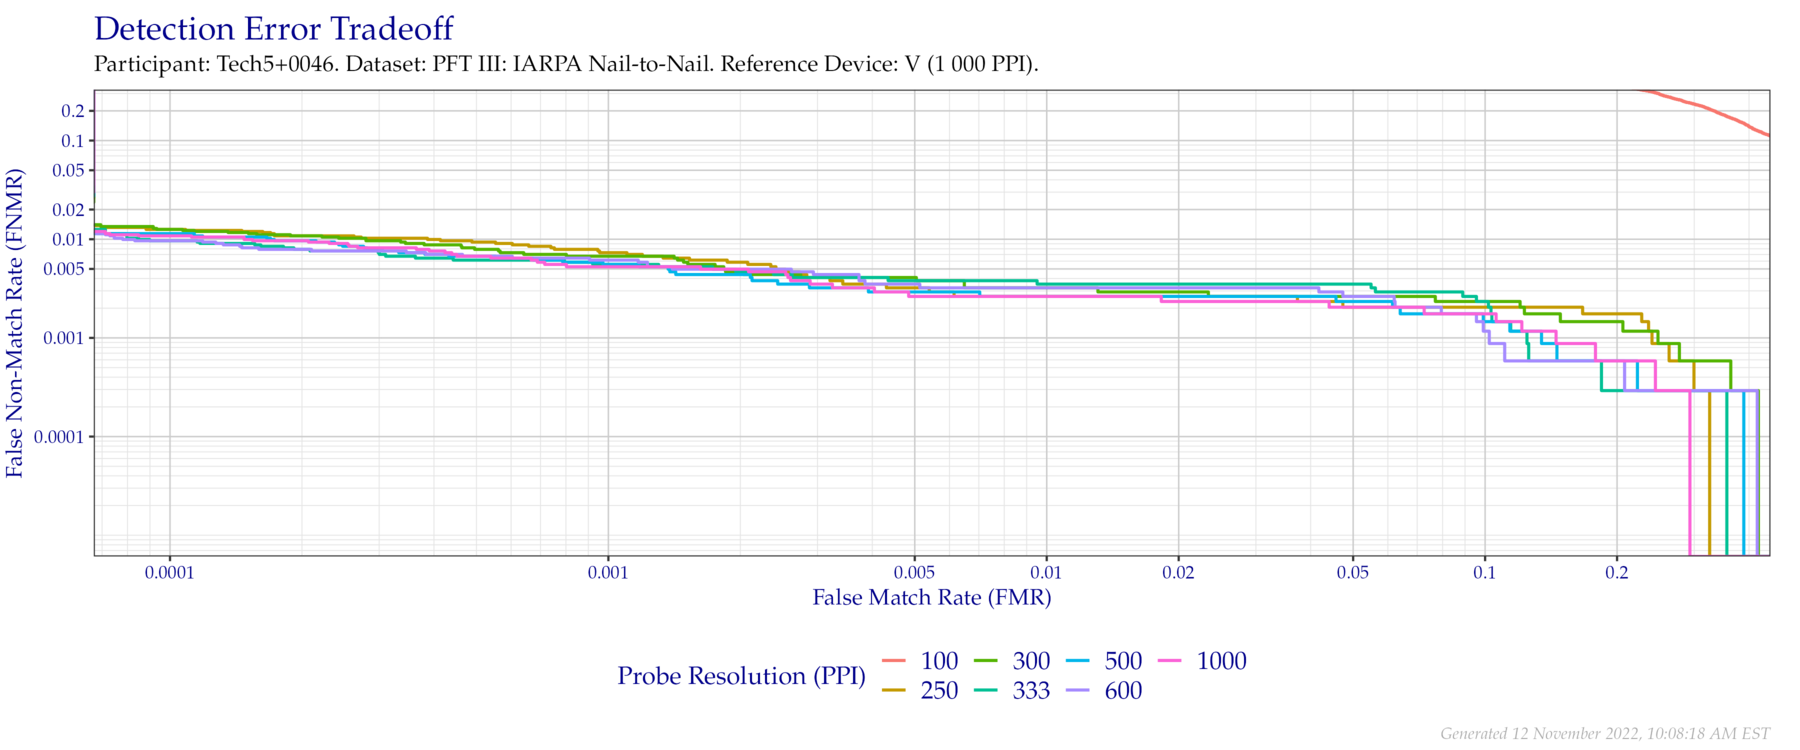 Detection Error Tradeoff
Participant: Tech5+0046. Dataset: PFT III: IARPA Nail-to-Nail. Reference Device: V (1 000 PPI).
False Non-Match Rate (FNMR)
0.2
0.1
0.05
0.02
0.01
0.005
0.001
0.0001
0.0001 0.001 0.005 0.01 0.02 0.05 0.1 0.2
False Match Rate (FMR)
Probe Resolution (PPI)
100 300 500 1000
250 333 600
Generated 12 November 2022, 10:08:18 AM EST